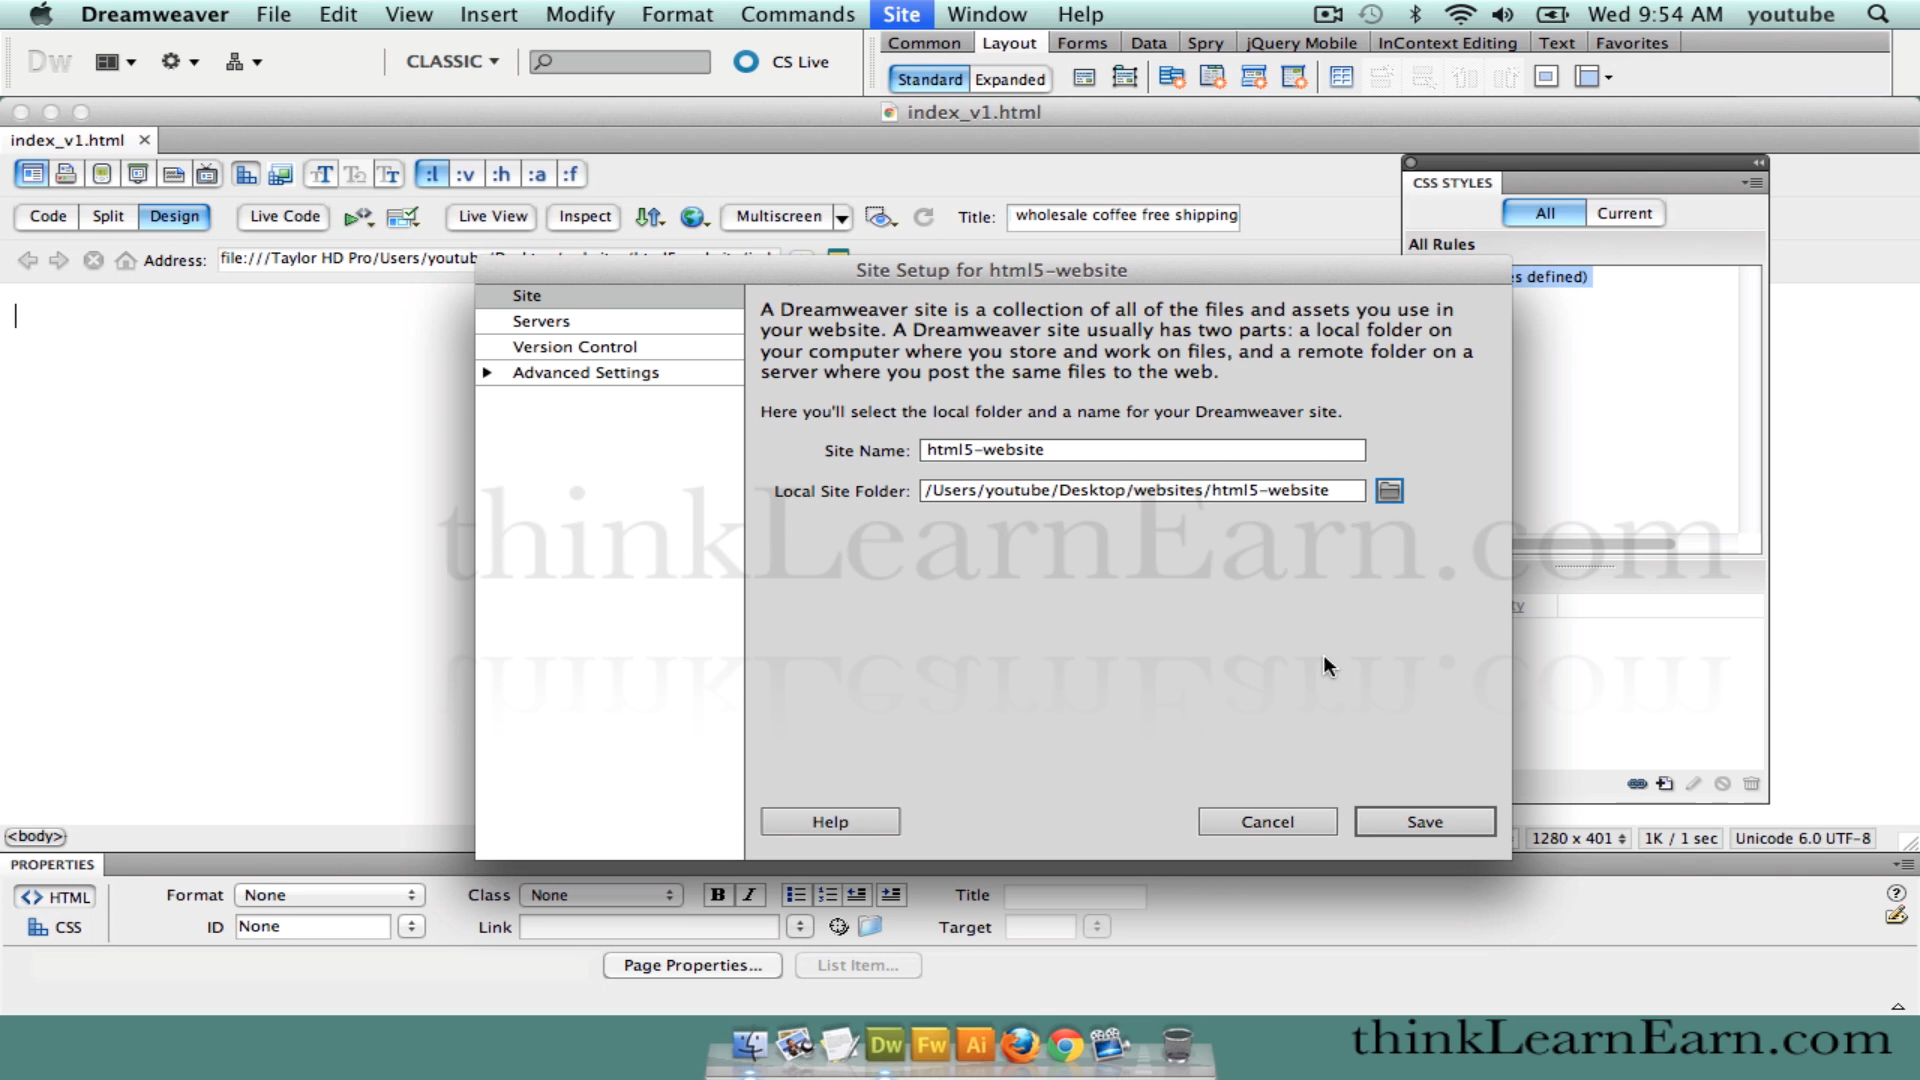 Dreamweaver File Edit View Insert Modify Format Commands Site Window Help Wed 9:54 AM youtube
Dw CLASSIC CS Live
Common Layout Forms Data Spry jQuery Mobile InContext Editing Text Favorites
Standard Expanded
index_v1.html
index_v1.html
:l :v :h :a :f
Code Split Design Live Code Live View Inspect Multiscreen Title: wholesale coffee free shipping
Address: file:///Taylor HD Pro/Users/youtube
CSS STYLES
All Current
All Rules
s defined)
Site Setup for html5-website
Site
Servers
Version Control
Advanced Settings
A Dreamweaver site is a collection of all of the files and assets you use in
your website. A Dreamweaver site usually has two parts: a local folder on
your computer where you store and work on files, and a remote folder on a
server where you post the same files to the web.
Here you'll select the local folder and a name for your Dreamweaver site.
Site Name: html5-website
Local Site Folder: /Users/youtube/Desktop/websites/html5-website
thinkLearnEarn.com
Help Cancel Save
<body> 1280 x 401 1K / 1 sec Unicode 6.0 UTF-8
PROPERTIES
<> HTML Format None Class None B I Title
CSS ID None Link Target
Page Properties... List Item...
Dw Fw Ai
thinkLearnEarn.com